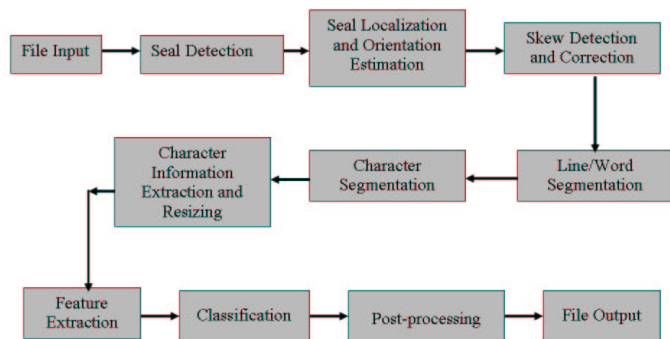 File Input
Seal Detection
Seal Localization
and Orientation
Estimation
Skew Detection
and Correction
Line/Word
Segmentation
Character
Segmentation
Character
Information
Extraction and
Resizing
Feature
Extraction
Classification
Post-processing
File Output